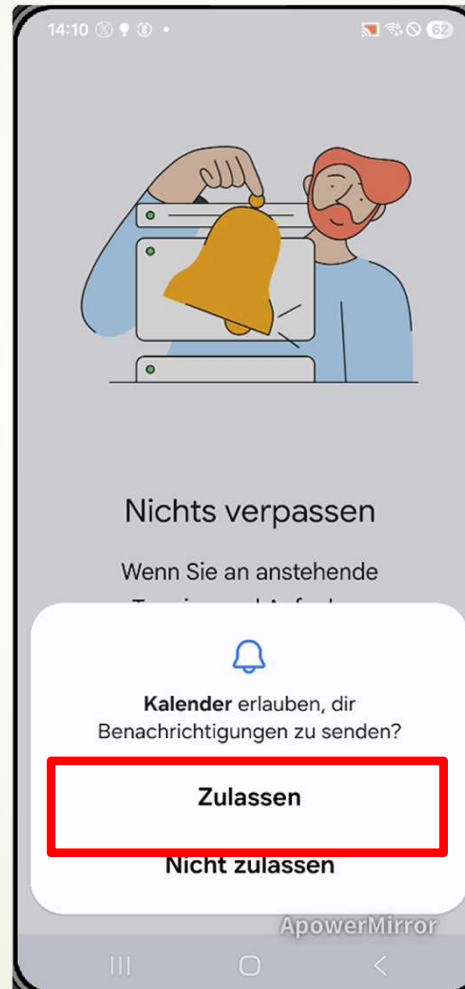 14:10
62
Nichts verpassen
Wenn Sie an anstehende
Kalender erlauben, dir
Benachrichtigungen zu senden?
Zulassen
Nicht zulassen
ApowerMirror